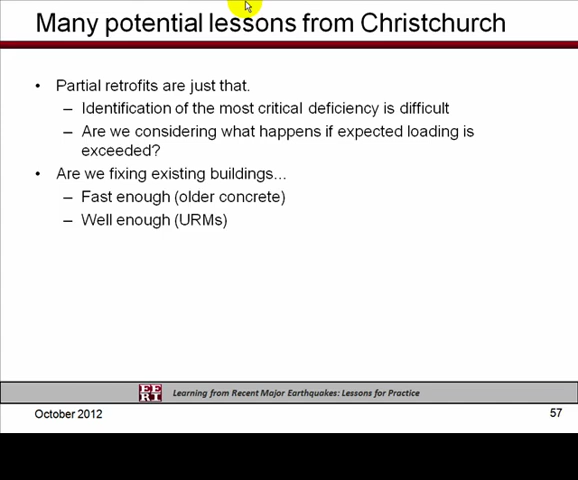 Many potential lessons from Christchurch
• Partial retrofits are just that.
– Identification of the most critical deficiency is difficult
– Are we considering what happens if expected loading is
exceeded?
• Are we fixing existing buildings...
– Fast enough (older concrete)
– Well enough (URMs)
EE
RI
Learning from Recent Major Earthquakes: Lessons for Practice
October 2012
57